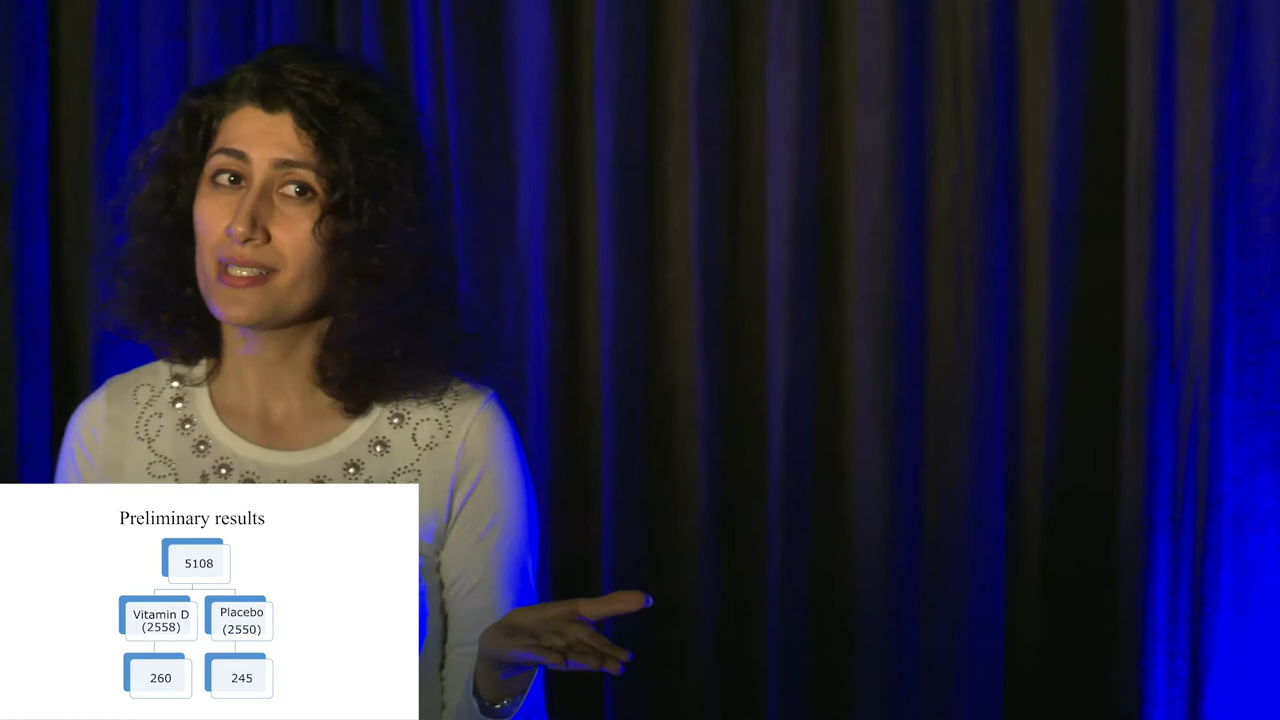 Preliminary results
5108
Vitamin D
(2558)
Placebo
(2550)
260
245